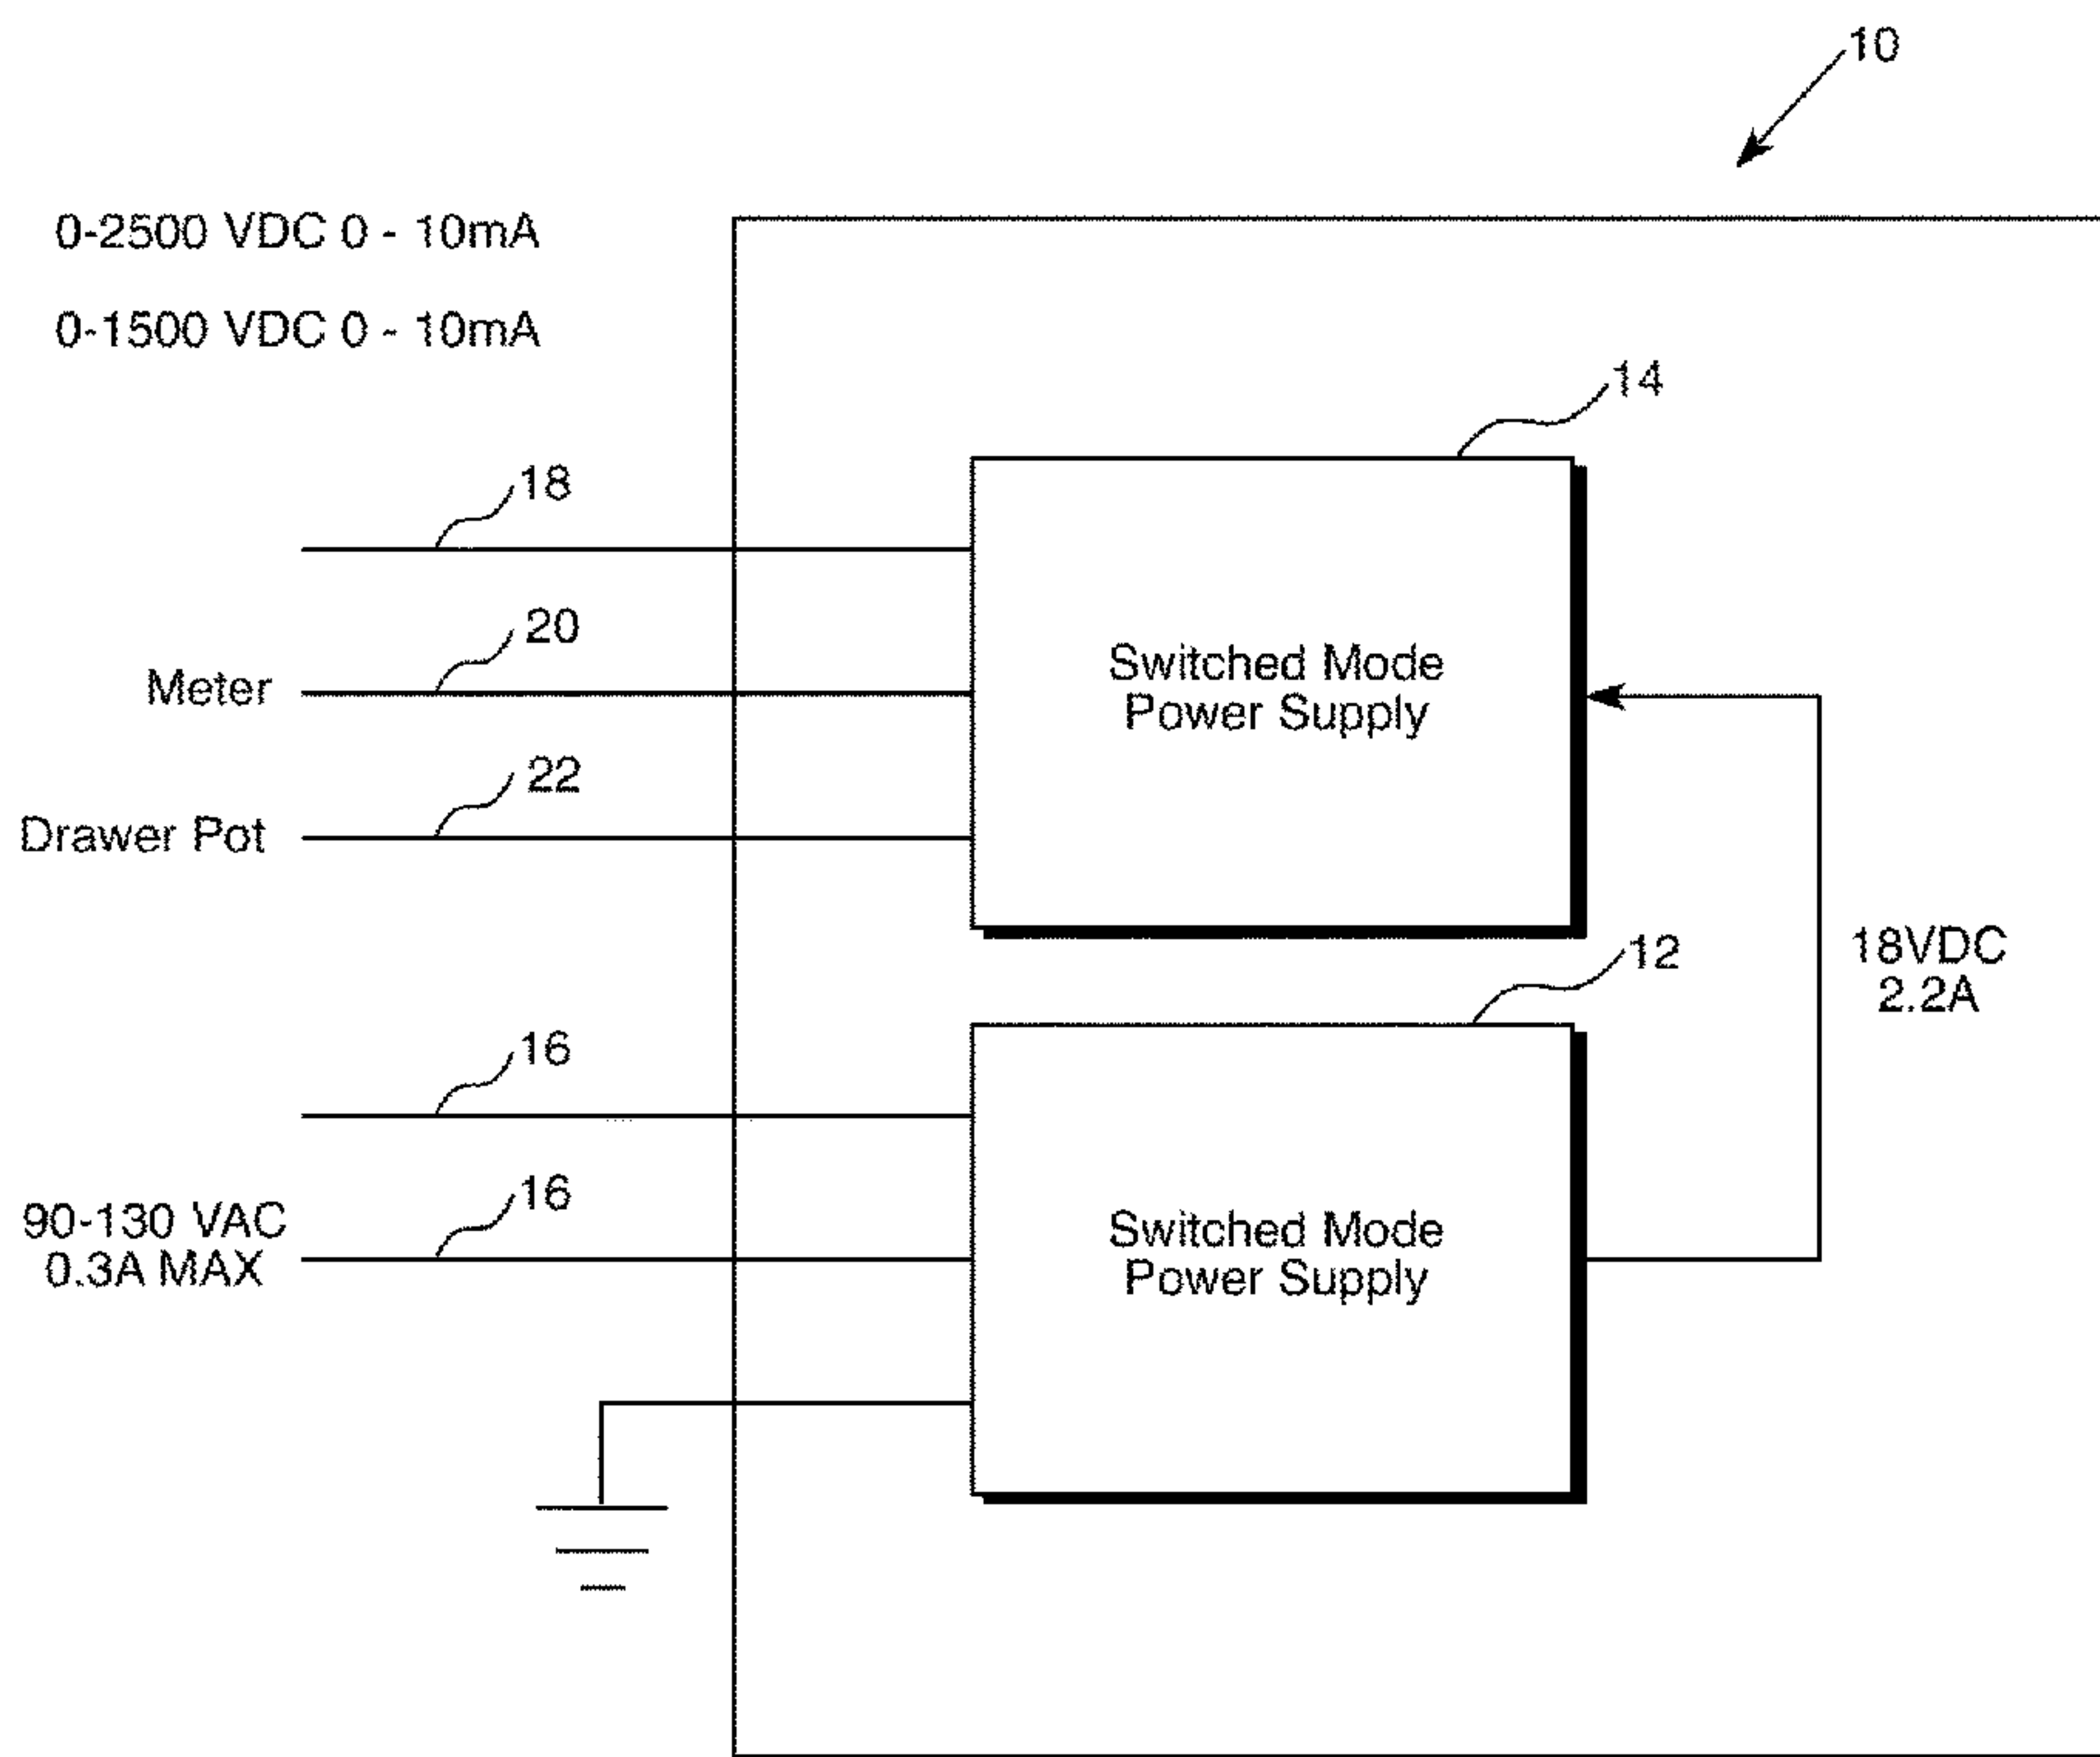 10
0-2500 VDC 0 - 10mA
0-1500 VDC 0 - 10mA
14
18
20
Meter
Switched Mode
Power Supply
22
Drawer Pot
12
18VDC
2.2A
16
16
90-130 VAC
0.3A MAX
Switched Mode
Power Supply